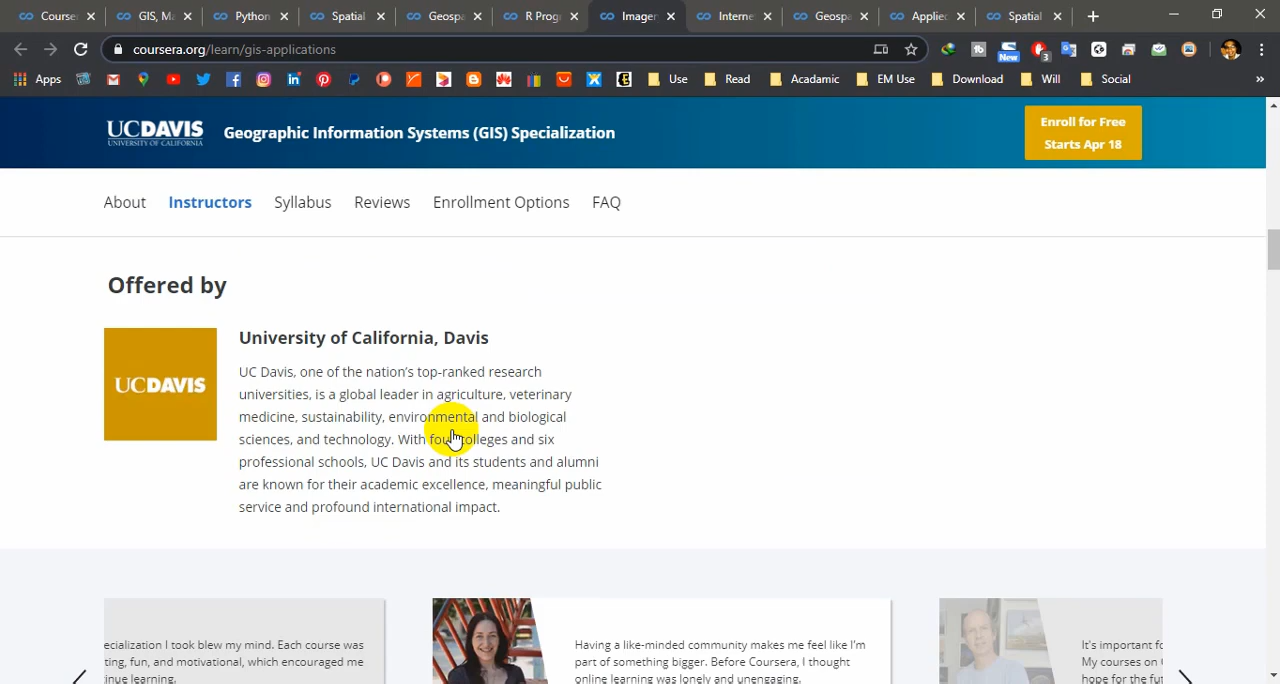 Course GIS, Ma Python Spatial Geospa R Prog Imager Interne Geospa Applied Spatial
coursera.org/learn/gis-applications
New 3
Apps Use Read Acadamic EM Use Download Will Social »
UCDAVIS
UNIVERSITY OF CALIFORNIA
Geographic Information Systems (GIS) Specialization
Enroll for Free
Starts Apr 18
About Instructors Syllabus Reviews Enrollment Options FAQ
Offered by
UCDAVIS
University of California, Davis
UC Davis, one of the nation's top-ranked research
universities, is a global leader in agriculture, veterinary
medicine, sustainability, environmental and biological
sciences, and technology. With four colleges and six
professional schools, UC Davis and its students and alumni
are known for their academic excellence, meaningful public
service and profound international impact.
ecialization I took blew my mind. Each course was
ting, fun, and motivational, which encouraged me
tinue learning.
Having a like-minded community makes me feel like I'm
part of something bigger. Before Coursera, I thought
online learning was lonely and unengaging.
It's important fo
My courses on
hope for the fut